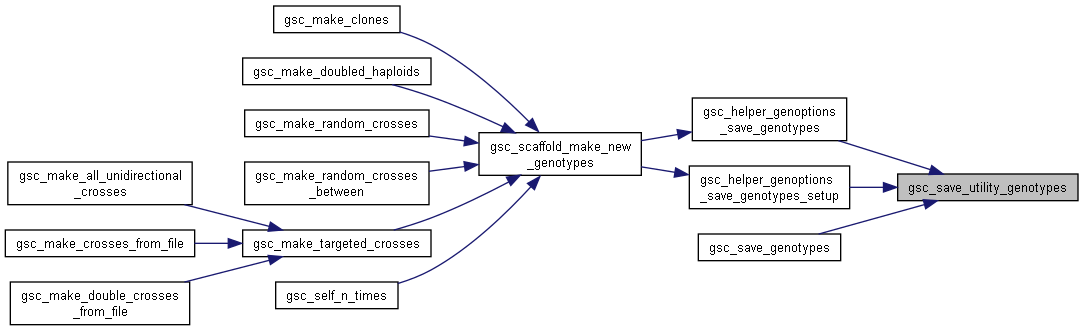 gsc_make_clones
gsc_make_doubled_haploids
gsc_make_random_crosses
gsc_make_random_crosses
_between
gsc_make_all_unidirectional
_crosses
gsc_make_crosses_from_file
gsc_make_double_crosses
_from_file
gsc_make_targeted_crosses
gsc_self_n_times
gsc_scaffold_make_new
_genotypes
gsc_helper_genoptions
_save_genotypes
gsc_helper_genoptions
_save_genotypes_setup
gsc_save_genotypes
gsc_save_utility_genotypes